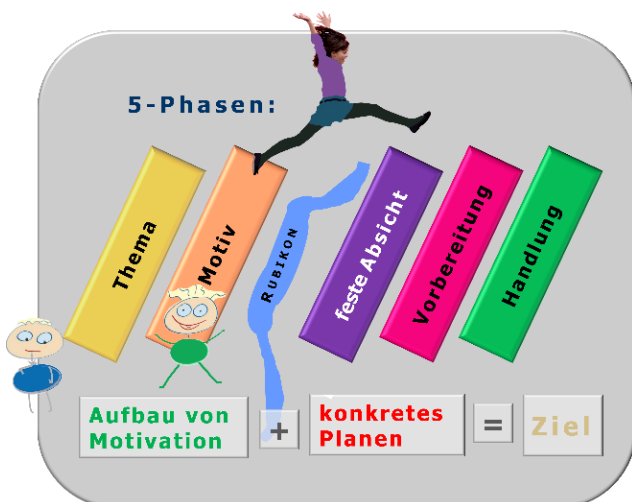 5-Phasen:
Thema
Motiv
RUBIKON
feste Absicht
Vorbereitung
Handlung
Aufbau von
Motivation
+
konkretes
Planen
=
Ziel